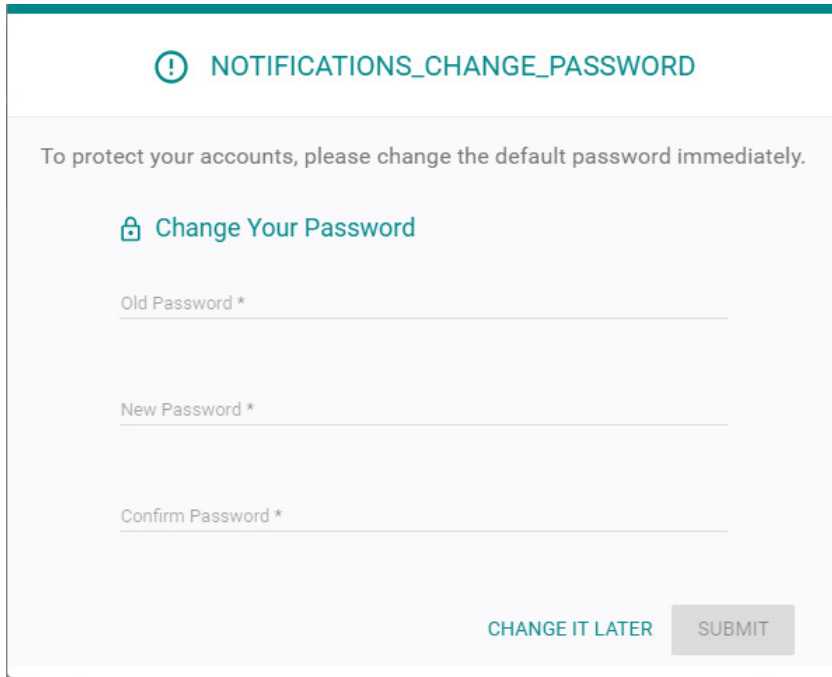 NOTIFICATIONS_CHANGE_PASSWORD
To protect your accounts, please change the default password immediately.
Change Your Password
Old Password *
New Password *
Confirm Password *
CHANGE IT LATER SUBMIT